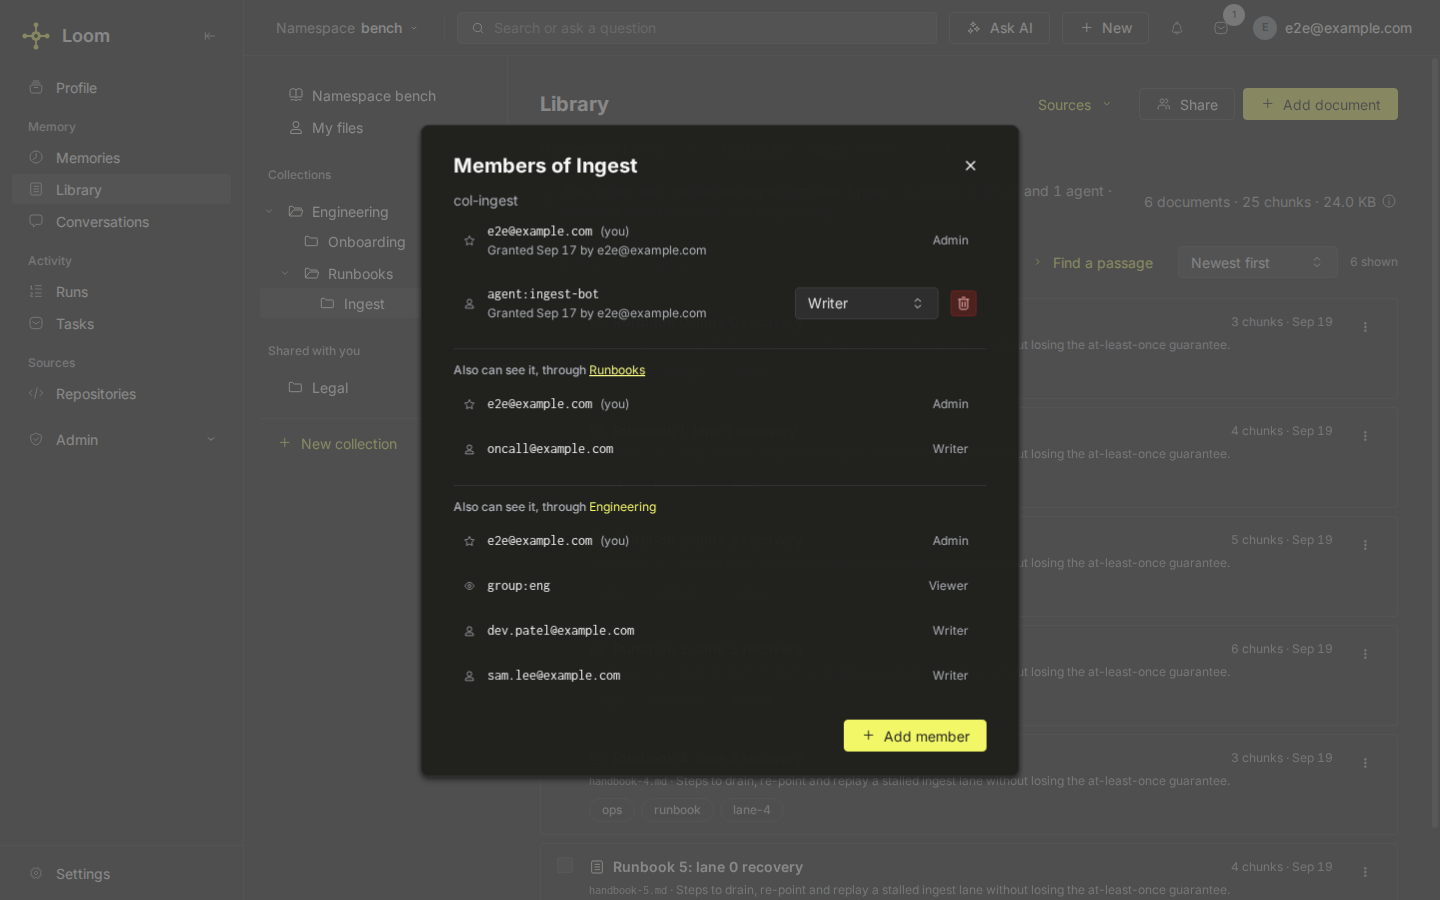 Loom
Profile
Memory
Memories
Library
Conversations
Activity
Runs
Tasks
Sources
Repositories
Admin
Settings
Namespace bench
Search or ask a question
Ask AI
New
1
E
e2e@example.com
Namespace bench
My files
Collections
Engineering
Onboarding
Runbooks
Ingest
Shared with you
Legal
New collection
Library
Sources
Share
Add document
and 1 agent ·
6 documents · 25 chunks · 24.0 KB
Find a passage
Newest first
6 shown
Members of Ingest
col-ingest
e2e@example.com (you)
Granted Sep 17 by e2e@example.com
Admin
agent:ingest-bot
Granted Sep 17 by e2e@example.com
Writer
Also can see it, through Runbooks
e2e@example.com (you)
Admin
oncall@example.com
Writer
Also can see it, through Engineering
e2e@example.com (you)
Admin
group:eng
Viewer
dev.patel@example.com
Writer
sam.lee@example.com
Writer
Add member
3 chunks · Sep 19
ut losing the at-least-once guarantee.
4 chunks · Sep 19
ut losing the at-least-once guarantee.
5 chunks · Sep 19
ut losing the at-least-once guarantee.
6 chunks · Sep 19
ut losing the at-least-once guarantee.
3 chunks · Sep 19
handbook-4.md · Steps to drain, re-point and replay a stalled ingest lane without losing the at-least-once guarantee.
ops
runbook
lane-4
Runbook 5: lane 0 recovery
4 chunks · Sep 19
handbook-5.md · Steps to drain, re-point and replay a stalled ingest lane without losing the at-least-once guarantee.